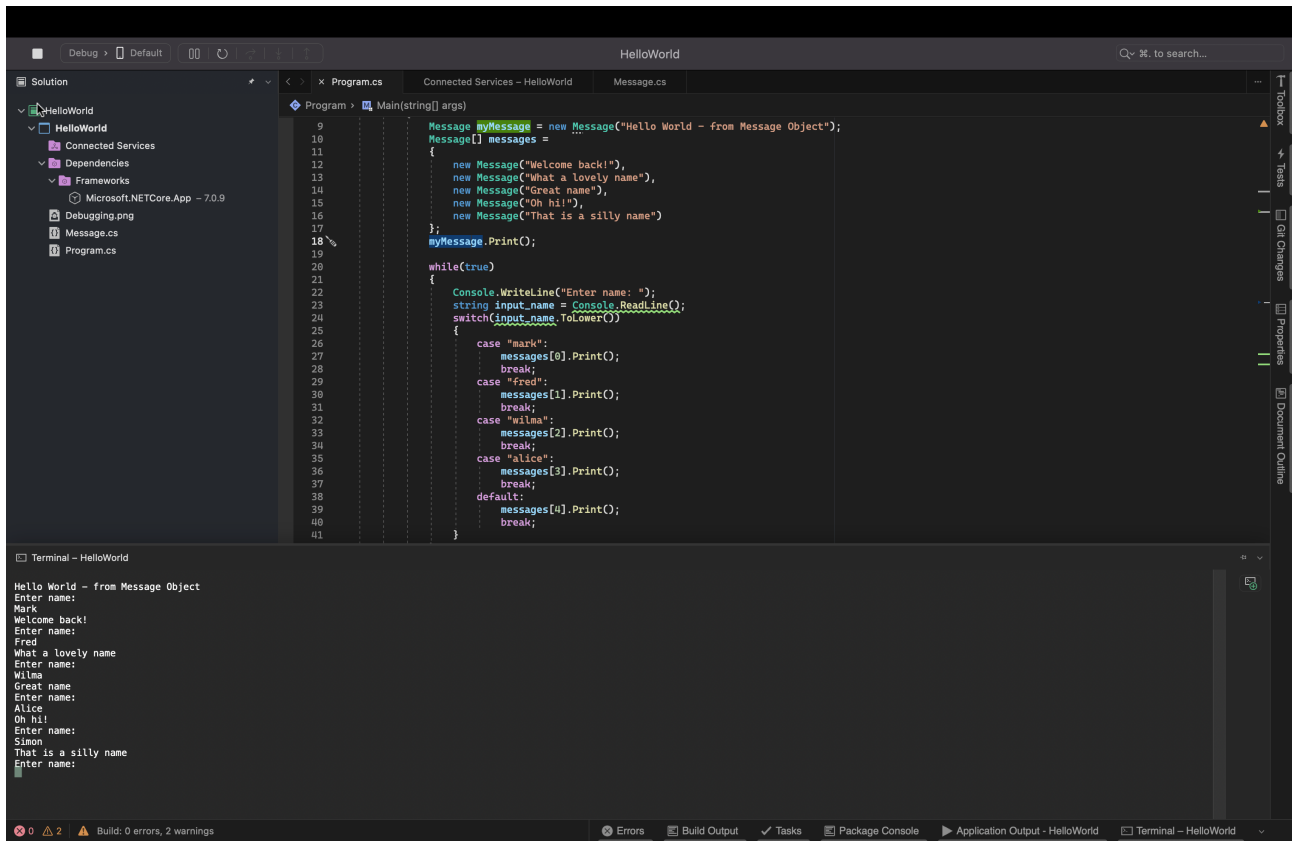 Debug > Default
HelloWorld
⌘. to search...
Solution
HelloWorld
HelloWorld
Connected Services
Dependencies
Frameworks
Microsoft.NETCore.App – 7.0.9
Debugging.png
Message.cs
Program.cs
Program.cs
Connected Services – HelloWorld
Message.cs
Program > Main(string[] args)
9 Message myMessage = new Message("Hello World - from Message Object");
10 Message[] messages =
11 {
12 new Message("Welcome back!"),
13 new Message("What a lovely name"),
14 new Message("Great name"),
15 new Message("Oh hi!"),
16 new Message("That is a silly name")
17 };
18 myMessage.Print();
19
20 while(true)
21 {
22 Console.WriteLine("Enter name: ");
23 string input_name = Console.ReadLine();
24 switch(input_name.ToLower())
25 {
26 case "mark":
27 messages[0].Print();
28 break;
29 case "fred":
30 messages[1].Print();
31 break;
32 case "wilma":
33 messages[2].Print();
34 break;
35 case "alice":
36 messages[3].Print();
37 break;
38 default:
39 messages[4].Print();
40 break;
41 }
Toolbox
Tests
Git Changes
Properties
Document Outline
Terminal – HelloWorld
Hello World - from Message Object
Enter name:
Mark
Welcome back!
Enter name:
Fred
What a lovely name
Enter name:
Wilma
Great name
Enter name:
Alice
Oh hi!
Enter name:
Simon
That is a silly name
Enter name:
0 2 Build: 0 errors, 2 warnings
Errors
Build Output
Tasks
Package Console
Application Output - HelloWorld
Terminal – HelloWorld